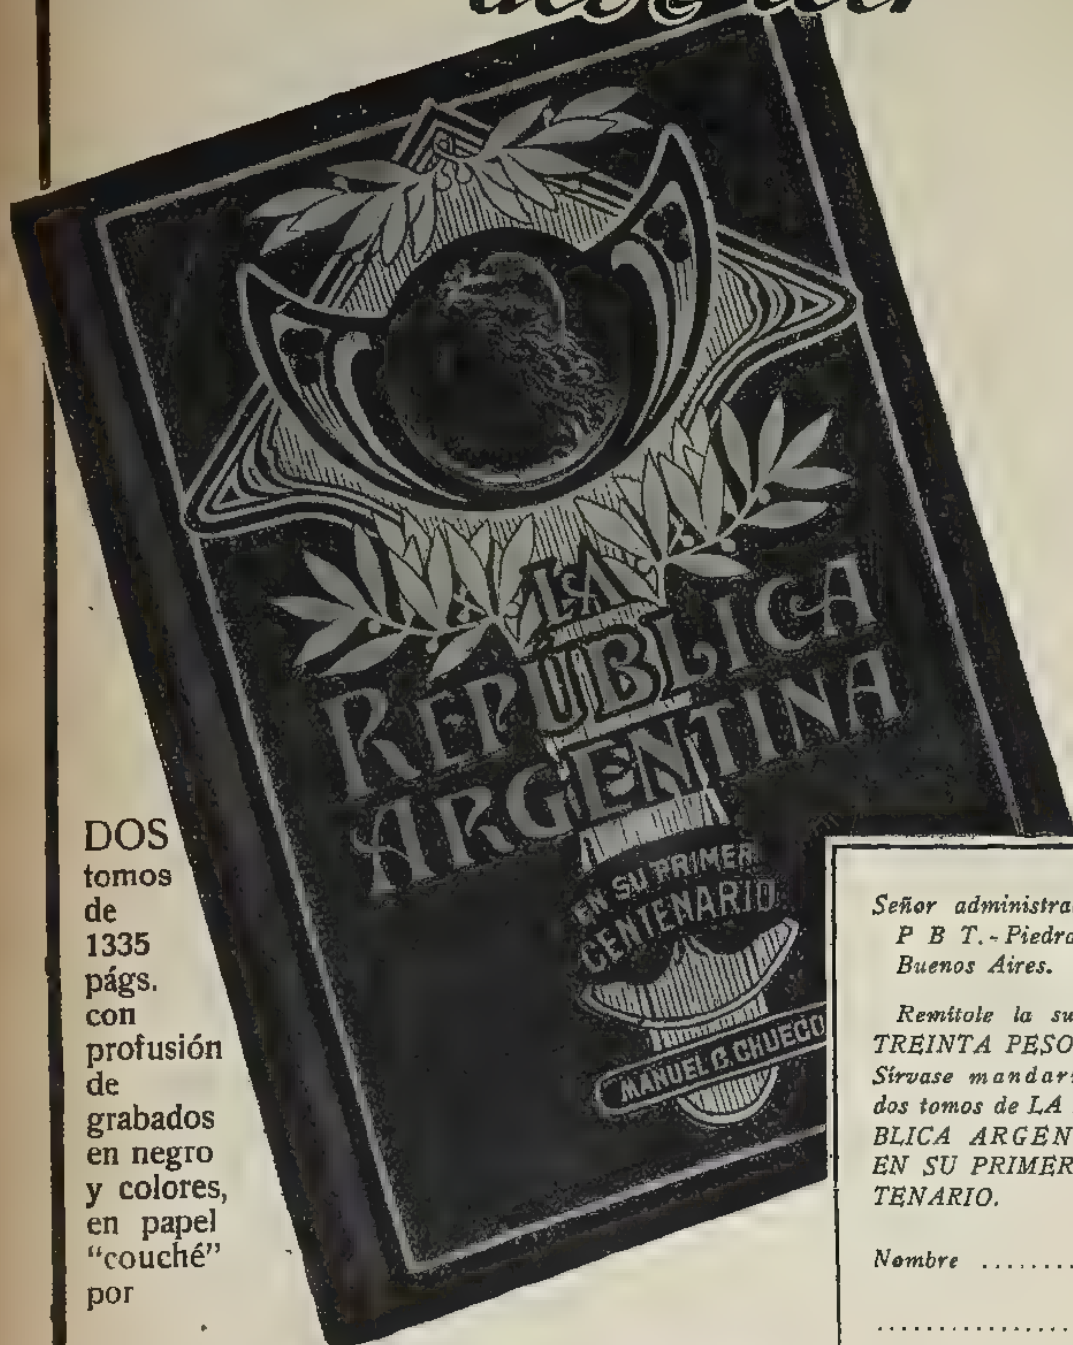 LA
REPUBLICA
ARGENTINA
EN SU PRIMER
CENTENARIO
MANUEL C. CHUECO
DOS
tomos
de
1335
págs.
con
profusión
de
grabados
en negro
y colores,
en papel
“couché”
por
Señor administra
P B T.-Piedra
Buenos Aires.
Remítole la su
TREINTA PESO
Sírvase mandar
dos tomos de LA
BLICA ARGEN
EN SU PRIMER
TENARIO.
Nombre ........
................